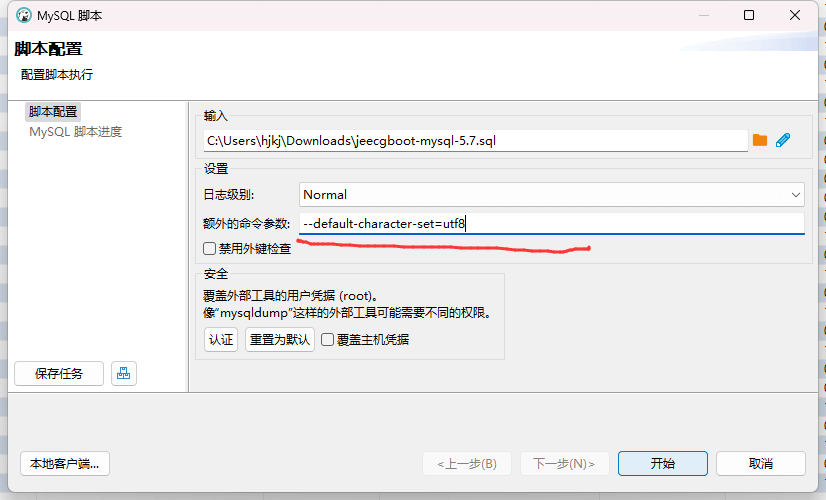 MySQL 脚本
脚本配置
配置脚本执行
脚本配置
MySQL 脚本进度
输入
C:\Users\hjkj\Downloads\jeecgboot-mysql-5.7.sql
设置
日志级别:
Normal
额外的命令参数:
--default-character-set=utf8
禁用外键检查
安全
覆盖外部工具的用户凭据 (root)。
像“mysqldump”这样的外部工具可能需要不同的权限。
认证
重置为默认
覆盖主机凭据
保存任务
本地客户端...
<上一步(B)
下一步(N)>
开始
取消